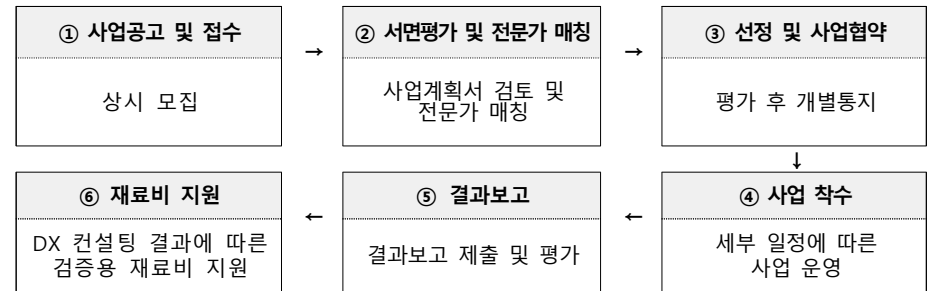 ① 사업공고 및 접수
상시 모집
→
② 서면평가 및 전문가 매칭
사업계획서 검토 및
전문가 매칭
→
③ 선정 및 사업협약
평가 후 개별통지
↓
④ 사업 착수
세부 일정에 따른
사업 운영
←
⑤ 결과보고
결과보고 제출 및 평가
←
⑥ 재료비 지원
DX 컨설팅 결과에 따른
검증용 재료비 지원